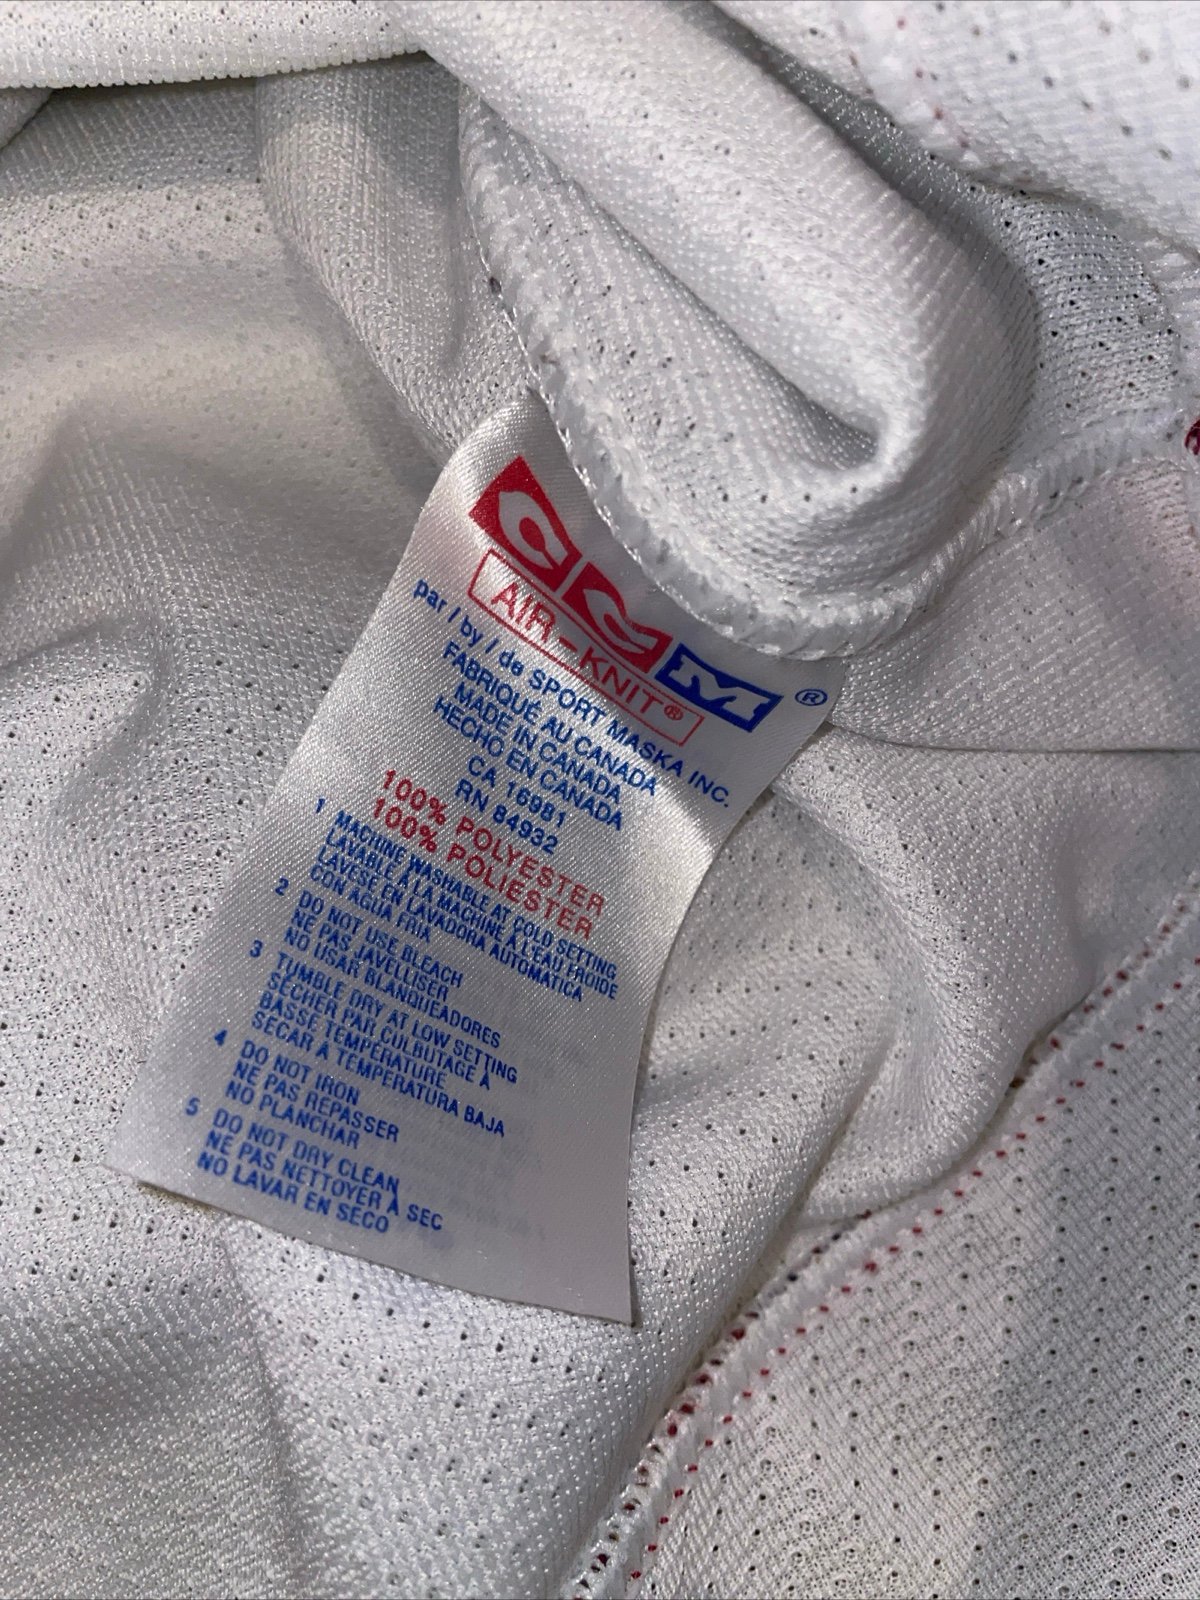 CCM ®
AIR-KNIT®
par / by / de SPORT MASKA INC.
FABRIQUÉ AU CANADA
MADE IN CANADA
HECHO EN CANADA
CA 16981
RN 84932
100% POLYESTER
100% POLIESTER
1 MACHINE WASHABLE AT COLD SETTING
LAVABLE À LA MACHINE À L'EAU FROIDE
LAVESE EN LAVADORA AUTOMATICA
CON AGUA FRIA
2 DO NOT USE BLEACH
NE PAS JAVELLISER
NO USAR BLANQUEADORES
3 TUMBLE DRY AT LOW SETTING
SÉCHER PAR CULBUTAGE À
BASSE TEMPÉRATURE
SECAR A TEMPERATURA BAJA
4 DO NOT IRON
NE PAS REPASSER
NO PLANCHAR
5 DO NOT DRY CLEAN
NE PAS NETTOYER À SEC
NO LAVAR EN SECO